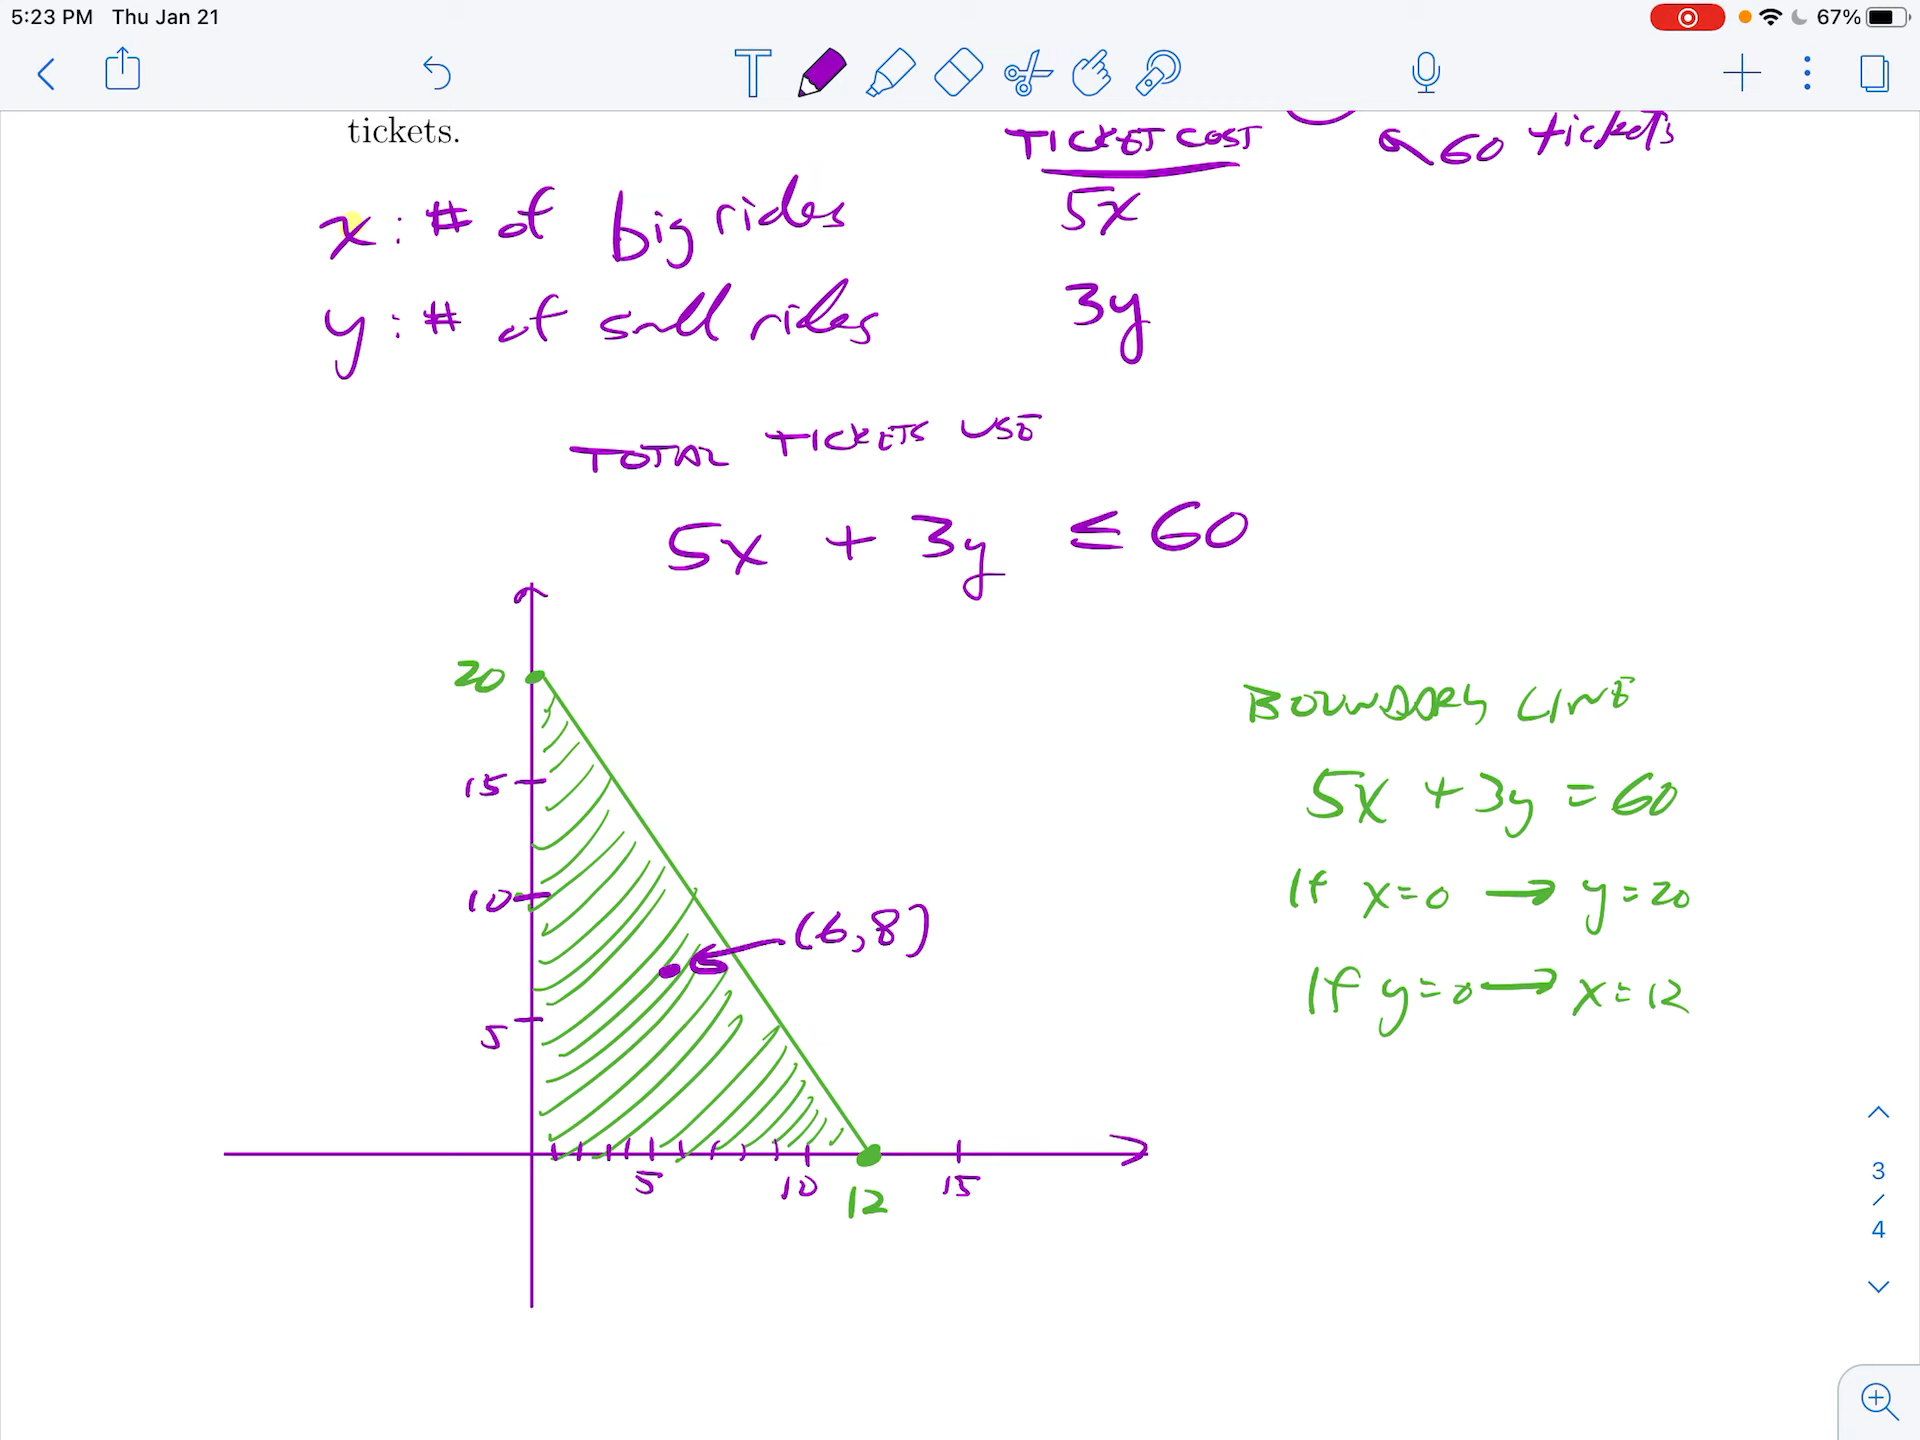 5:23 PM Thu Jan 21 67%
tickets.
TICKET COST
60 tickets
x: # of big rides 5x
y: # of small rides 3y
TOTAL TICKETS USE
5x + 3y ≤ 60
20
15
10
5
(6,8)
5 10 12 15
BOUNDARY LINE
5x + 3y = 60
If x=0 → y=20
If y=0 → x=12
3
/
4